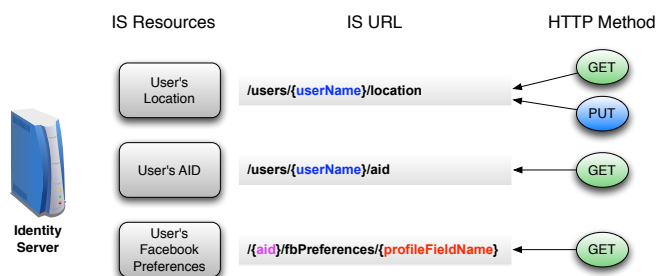 IS Resources IS URL HTTP Method
User's
Location
/users/{userName}/location
GET
PUT
User's AID
/users/{userName}/aid
GET
Identity
Server
User's
Facebook
Preferences
/{aid}/fbPreferences/{profileFieldName}
GET